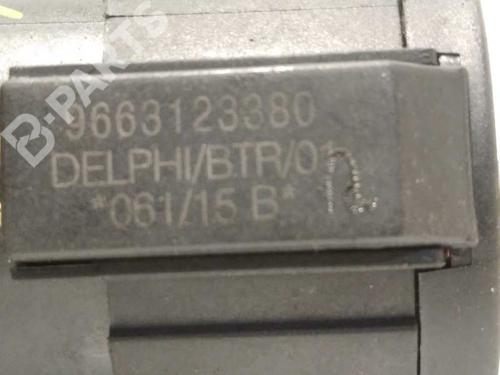 B-PARTS
9663123380
DELPHI/BTR/01
*061/15 B*